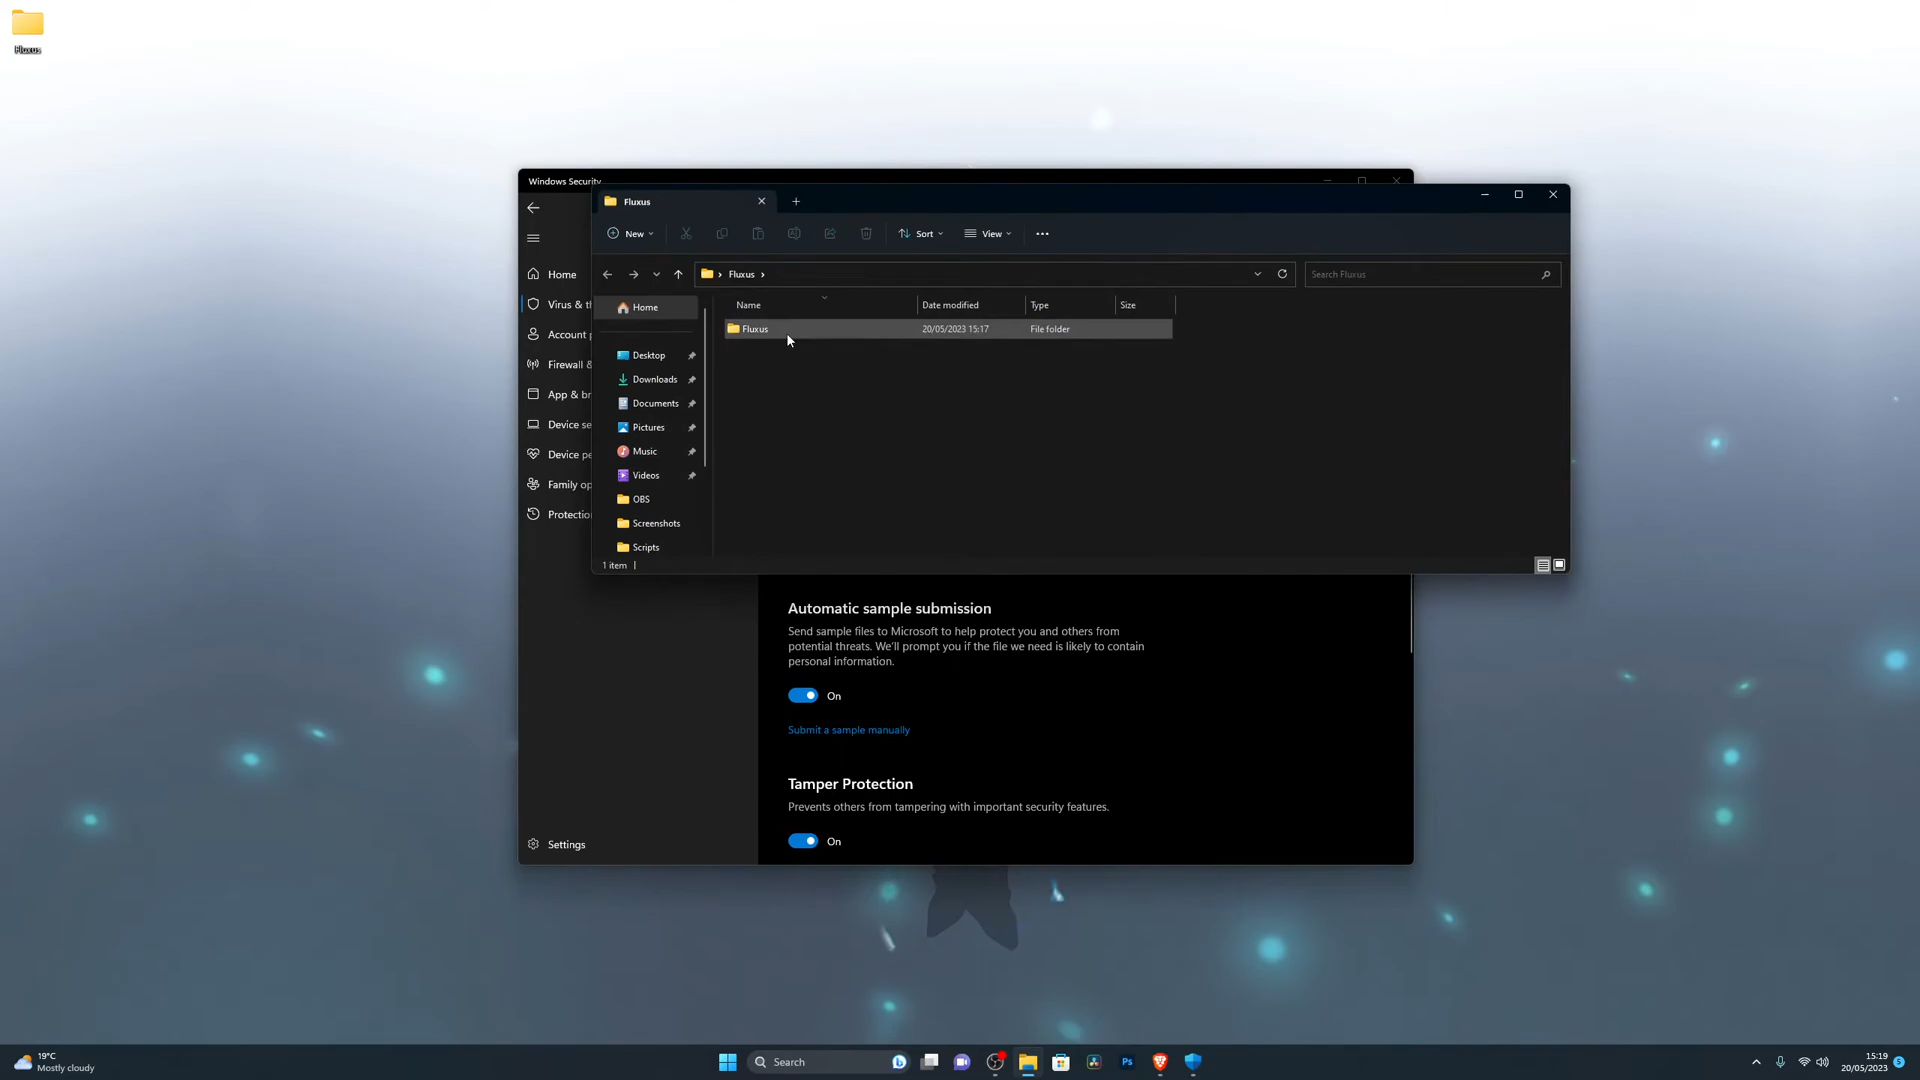 Fluxus
Windows Security
Fluxus
New
Sort
View
Fluxus
Search Fluxus
Home
Virus & t
Account p
Firewall &
App & br
Device se
Device pe
Family op
Protectio
Settings
Home
Desktop
Downloads
Documents
Pictures
Music
Videos
OBS
Screenshots
Scripts
Name Date modified Type Size
Fluxus 20/05/2023 15:17 File folder
1 item
Automatic sample submission
Send sample files to Microsoft to help protect you and others from
potential threats. We'll prompt you if the file we need is likely to contain
personal information.
On
Submit a sample manually
Tamper Protection
Prevents others from tampering with important security features.
On
19°C
Mostly cloudy
Search
Ps
15:19
20/05/2023
5